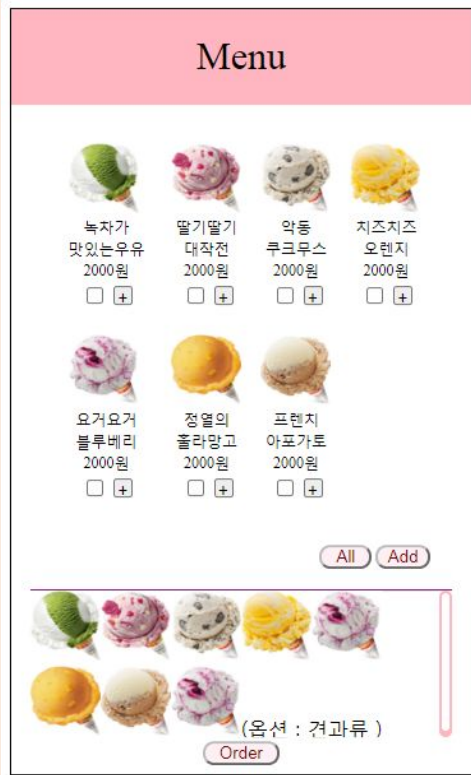 Menu
녹차가 딸기딸기 악동 치즈치즈
맛있는우유 대작전 쿠크무스 오렌지
2000원 2000원 2000원 2000원
+ + + +
요거요거 정열의 프렌치
블루베리 홀라망고 아포가토
2000원 2000원 2000원
+ + +
All Add
(옵션 : 견과류 )
Order